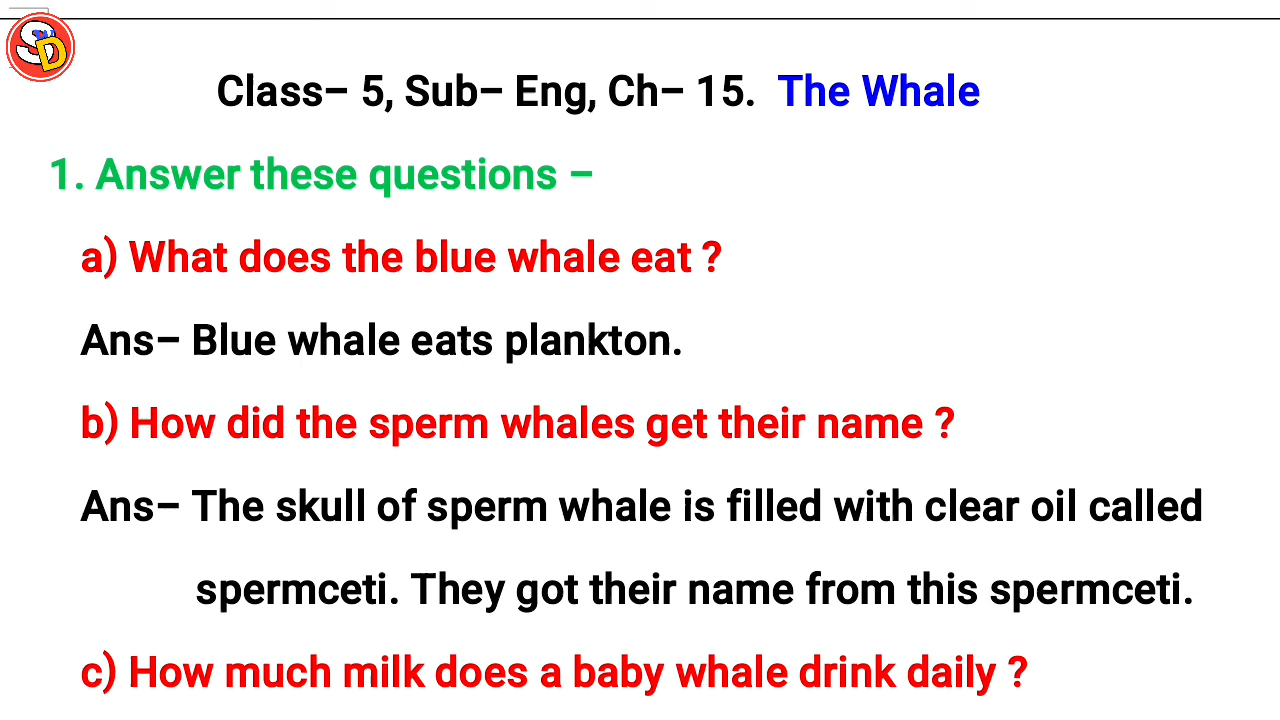 SD
Class– 5, Sub– Eng, Ch– 15. The Whale
1. Answer these questions –
a) What does the blue whale eat ?
Ans– Blue whale eats plankton.
b) How did the sperm whales get their name ?
Ans– The skull of sperm whale is filled with clear oil called
spermceti. They got their name from this spermceti.
c) How much milk does a baby whale drink daily ?